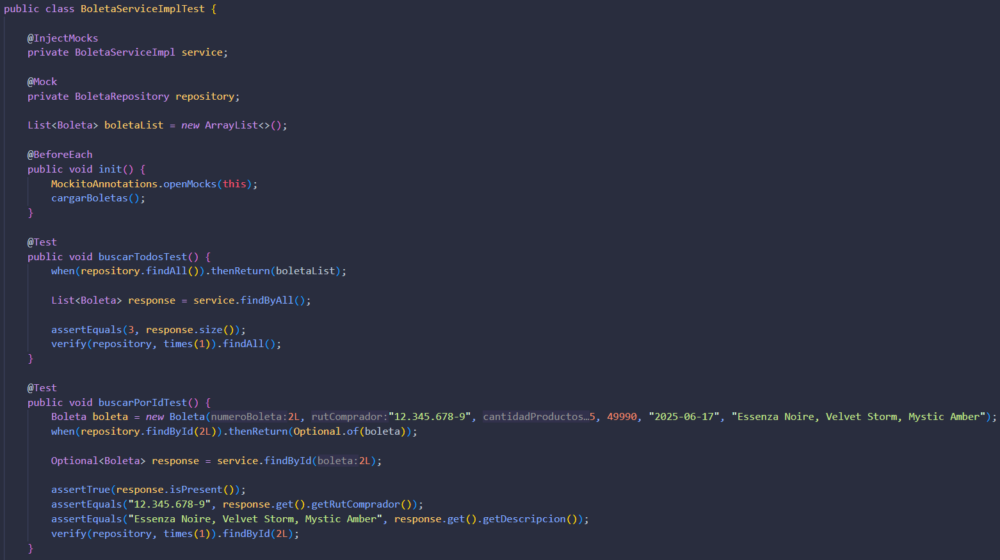 public class BoletaServiceImplTest {
@InjectMocks
private BoletaServiceImpl service;
@Mock
private BoletaRepository repository;
List<Boleta> boletaList = new ArrayList<>();
@BeforeEach
public void init() {
MockitoAnnotations.openMocks(this);
cargarBoletas();
}
@Test
public void buscarTodosTest() {
when(repository.findAll()).thenReturn(boletaList);
List<Boleta> response = service.findByAll();
assertEquals(3, response.size());
verify(repository, times(1)).findAll();
}
@Test
public void buscarPorIdTest() {
Boleta boleta = new Boleta(numeroBoleta:2L, rutComprador:"12.345.678-9", cantidadProductos…5, 49990, "2025-06-17", "Essenza Noire, Velvet Storm, Mystic Amber");
when(repository.findById(2L)).thenReturn(Optional.of(boleta));
Optional<Boleta> response = service.findById(boleta:2L);
assertTrue(response.isPresent());
assertEquals("12.345.678-9", response.get().getRutComprador());
assertEquals("Essenza Noire, Velvet Storm, Mystic Amber", response.get().getDescripcion());
verify(repository, times(1)).findById(2L);
}